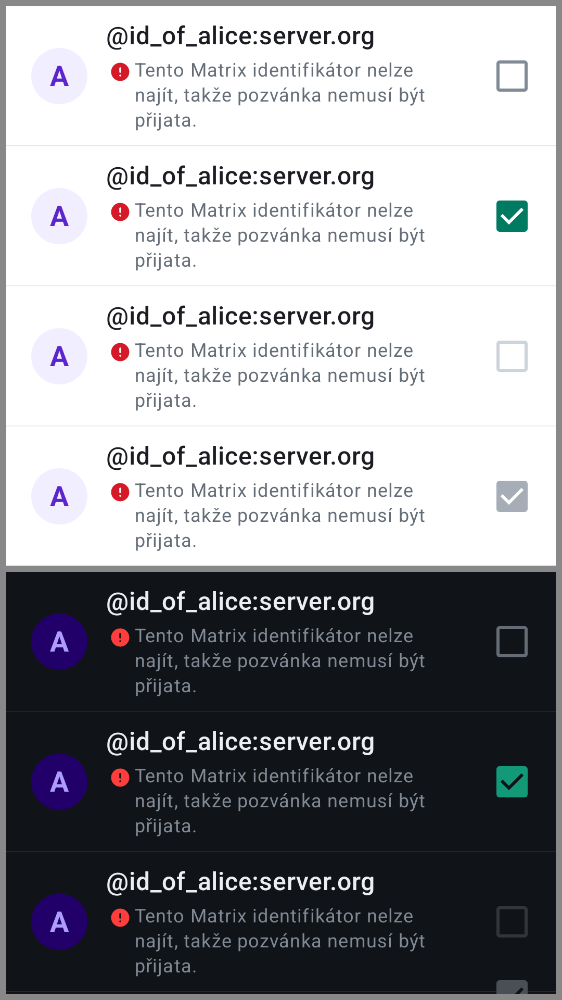 @id_of_alice:server.org
A
Tento Matrix identifikátor nelze
najít, takže pozvánka nemusí být
přijata.
@id_of_alice:server.org
A
Tento Matrix identifikátor nelze
najít, takže pozvánka nemusí být
přijata.
@id_of_alice:server.org
A
Tento Matrix identifikátor nelze
najít, takže pozvánka nemusí být
přijata.
@id_of_alice:server.org
A
Tento Matrix identifikátor nelze
najít, takže pozvánka nemusí být
přijata.
@id_of_alice:server.org
A
Tento Matrix identifikátor nelze
najít, takže pozvánka nemusí být
přijata.
@id_of_alice:server.org
A
Tento Matrix identifikátor nelze
najít, takže pozvánka nemusí být
přijata.
@id_of_alice:server.org
A
Tento Matrix identifikátor nelze
najít, takže pozvánka nemusí být
přijata.